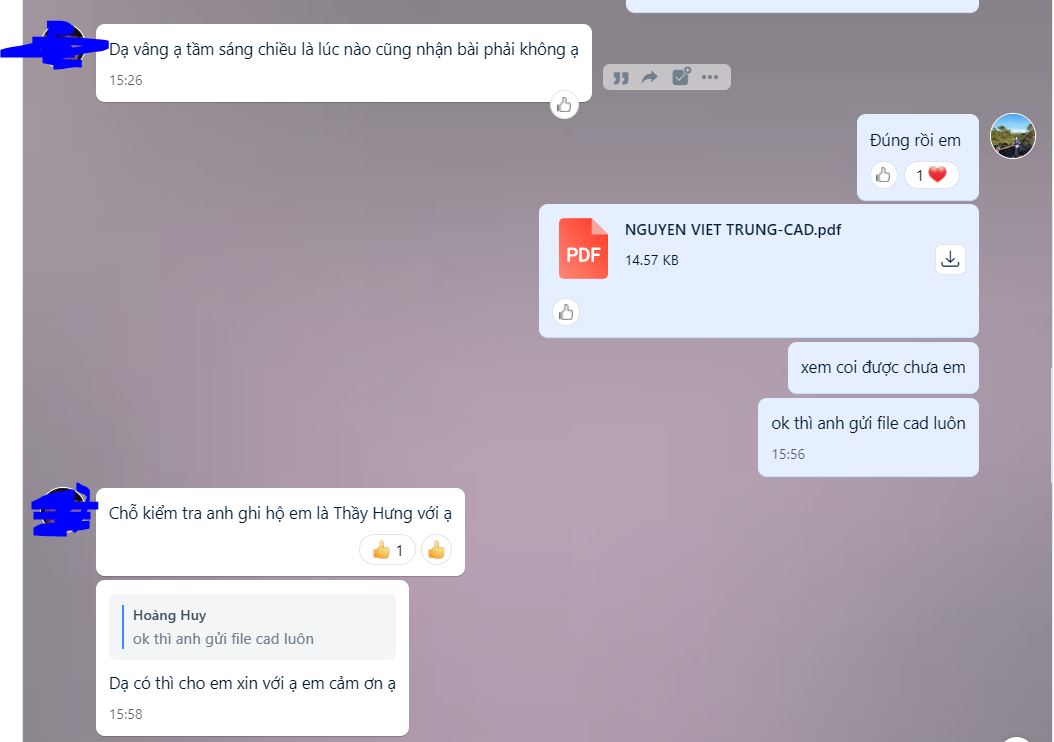 Dạ vâng ạ tầm sáng chiều là lúc nào cũng nhận bài phải không ạ
15:26
Đúng rồi em
1
PDF
NGUYEN VIET TRUNG-CAD.pdf
14.57 KB
xem coi được chưa em
ok thì anh gửi file cad luôn
15:56
Chỗ kiểm tra anh ghi hộ em là Thầy Hưng với ạ
1
Hoàng Huy
ok thì anh gửi file cad luôn
Dạ có thì cho em xin với ạ em cảm ơn ạ
15:58